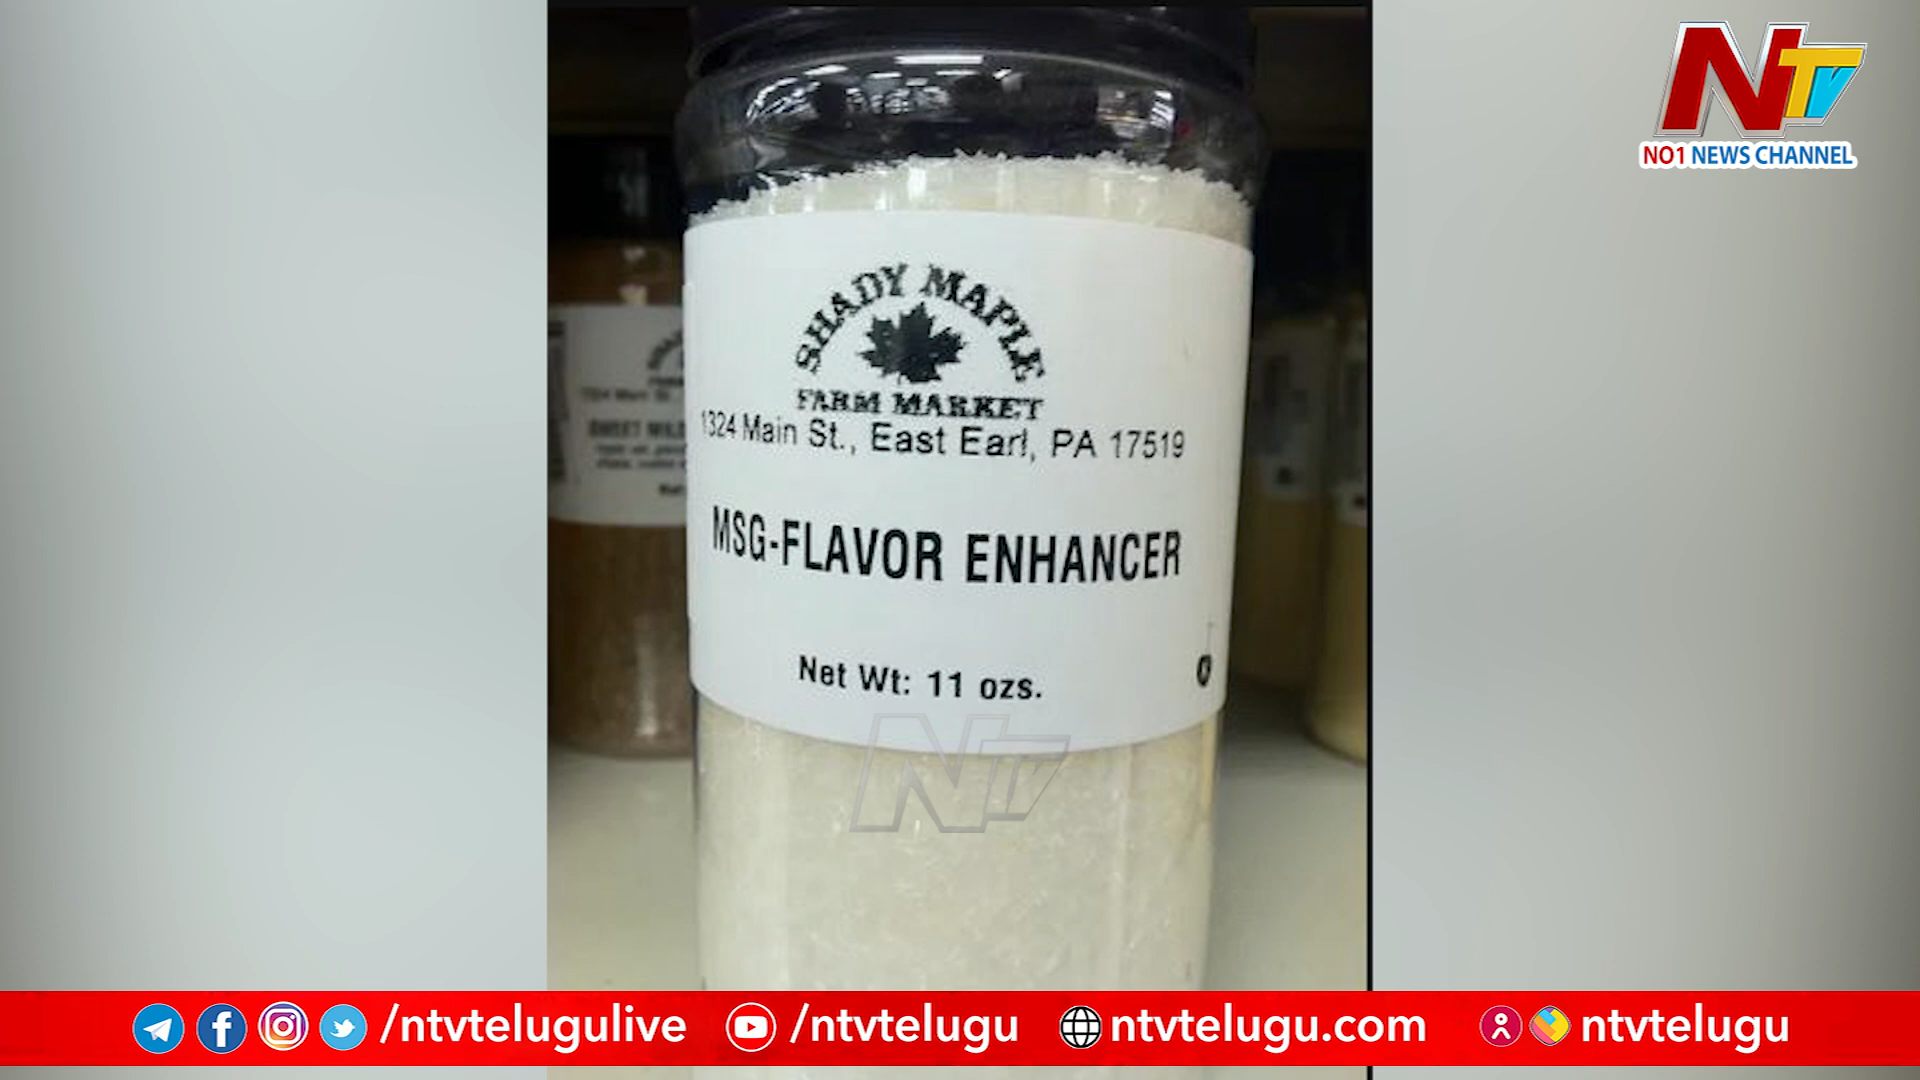 NTV
NO1 NEWS CHANNEL
SHADY MAPLE
FARM MARKET
1324 Main St., East Earl, PA 17519
MSG-FLAVOR ENHANCER
Net Wt: 11 ozs.
NTV
/ntvtelugulive
/ntvtelugu
ntvtelugu.com
ntvtelugu